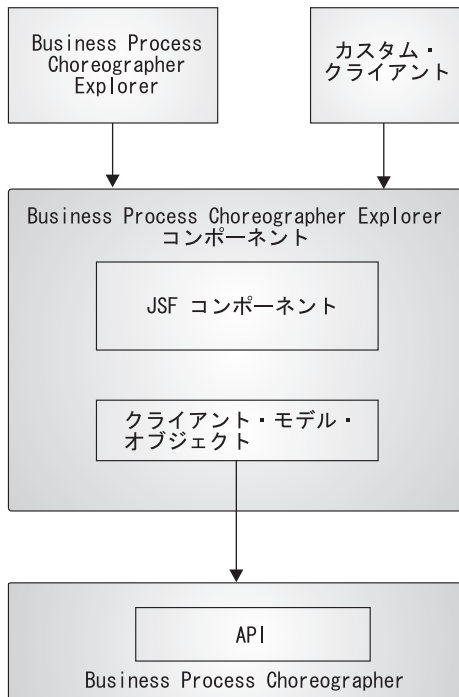 Business Process
Choreographer
Explorer
カスタム・
クライアント
Business Process Choreographer Explorer
コンポーネント
JSF コンポーネント
クライアント・モデル・
オブジェクト
API
Business Process Choreographer